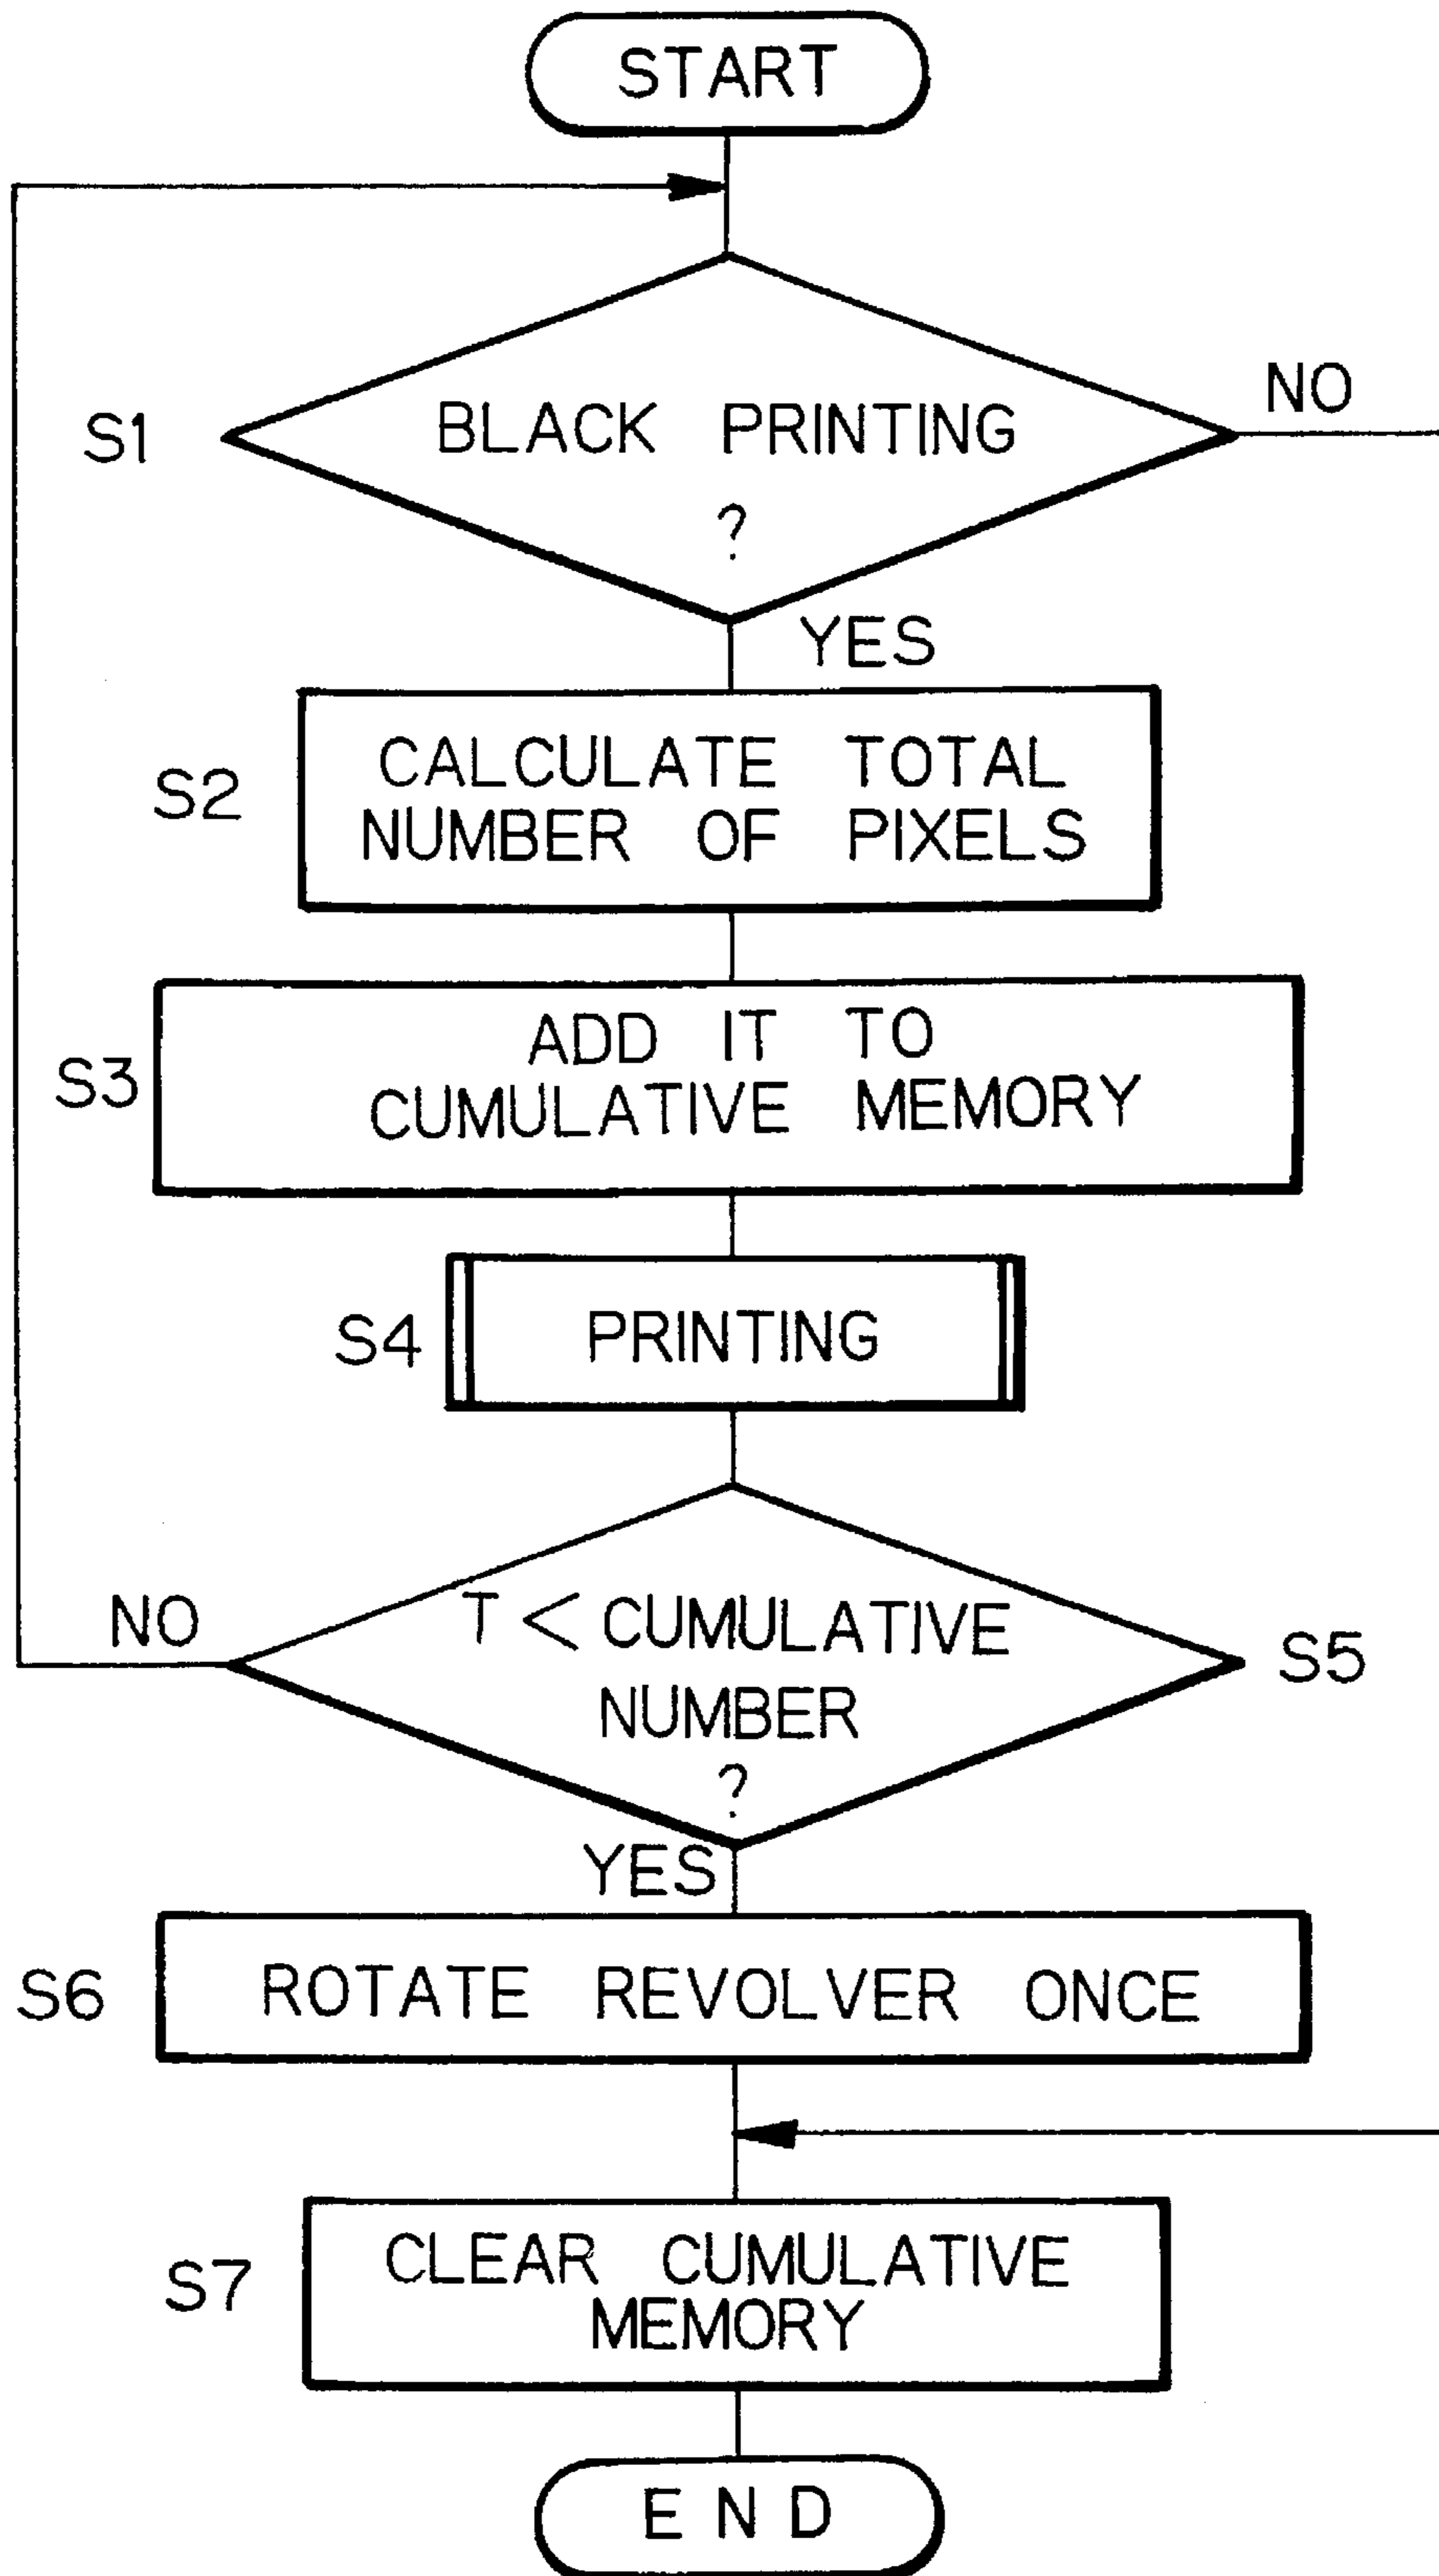 START
S1
BLACK PRINTING
?
NO
YES
S2
CALCULATE TOTAL
NUMBER OF PIXELS
S3
ADD IT TO
CUMULATIVE MEMORY
S4
PRINTING
NO
T < CUMULATIVE
NUMBER
?
S5
YES
S6
ROTATE REVOLVER ONCE
S7
CLEAR CUMULATIVE
MEMORY
END